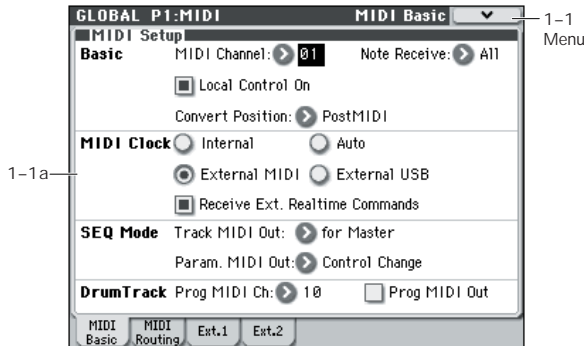 GLOBAL P1:MIDI MIDI Basic
1-1
Menu
MIDI Setup
Basic MIDI Channel: 01 Note Receive: All
Local Control On
Convert Position: PostMIDI
MIDI Clock Internal Auto
1-1a
External MIDI External USB
Receive Ext. Realtime Commands
SEQ Mode Track MIDI Out: for Master
Param. MIDI Out: Control Change
DrumTrack Prog MIDI Ch: 10 Prog MIDI Out
MIDI Basic MIDI Routing Ext.1 Ext.2